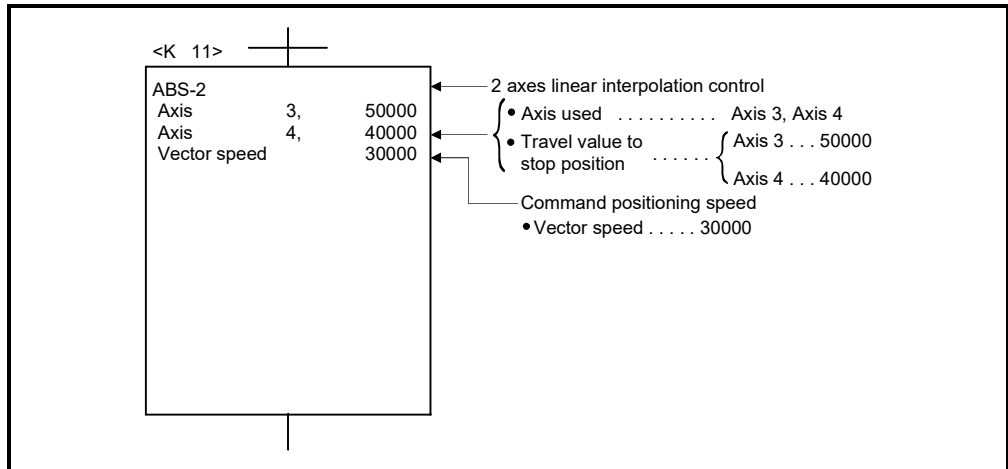 <K 11>
ABS-2
Axis 3, 50000
Axis 4, 40000
Vector speed 30000
2 axes linear interpolation control
• Axis used . . . . . . . . . . Axis 3, Axis 4
• Travel value to
stop position . . . . . .
Axis 3 . . . 50000
Axis 4 . . . 40000
Command positioning speed
• Vector speed . . . . . 30000